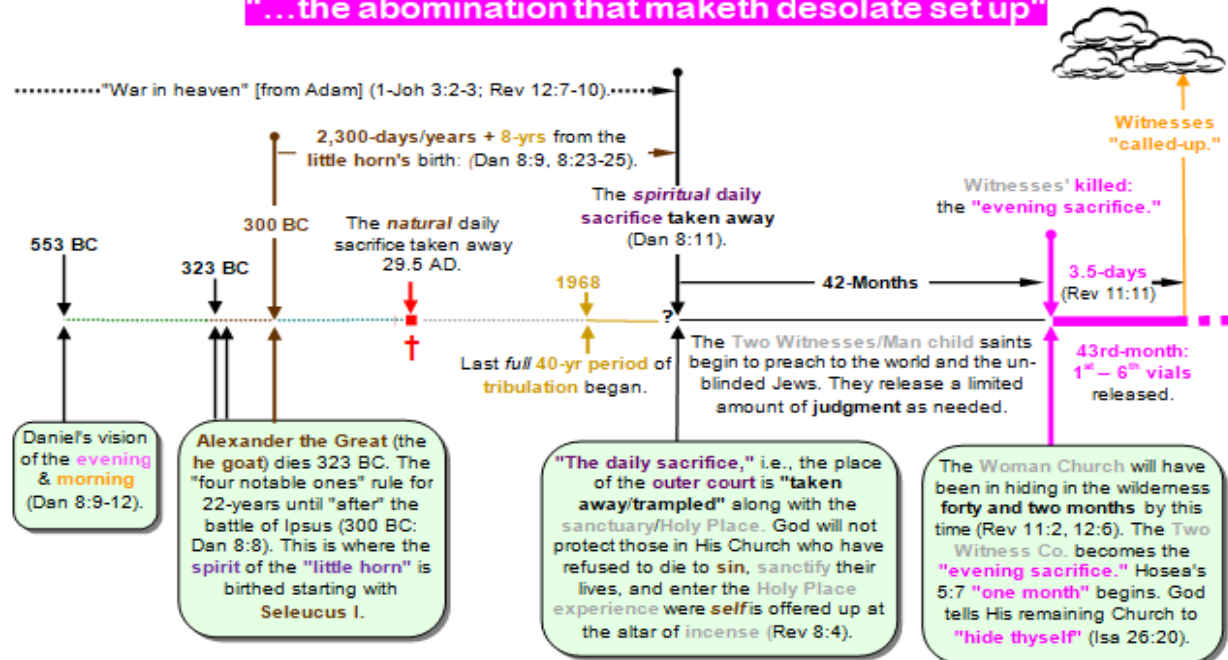 "...the abomination that maketh desolate set up"
"War in heaven" [from Adam] (1-Joh 3:2-3; Rev 12:7-10).
2,300-days/years + 8-yrs from the
little horn's birth: (Dan 8:9, 8:23-25).
Witnesses
"called-up."
The spiritual daily
sacrifice taken away
(Dan 8:11).
Witnesses' killed:
the "evening sacrifice."
553 BC
323 BC
300 BC
The natural daily
sacrifice taken away
29.5 AD.
1968
42-Months
3.5-days
(Rev 11:11)
?
Last full 40-yr period of
tribulation began.
The Two Witnesses/Man child saints
begin to preach to the world and the un-
blinded Jews. They release a limited
amount of judgment as needed.
43rd-month:
1st – 6th vials
released.
Daniel's vision
of the evening
& morning
(Dan 8:9-12).
Alexander the Great (the
he goat) dies 323 BC. The
"four notable ones" rule for
22-years until "after" the
battle of Ipsus (300 BC:
Dan 8:8). This is where the
spirit of the "little horn" is
birthed starting with
Seleucus I.
"The daily sacrifice," i.e., the place
of the outer court is "taken
away/trampled" along with the
sanctuary/Holy Place. God will not
protect those in His Church who have
refused to die to sin, sanctify their
lives, and enter the Holy Place
experience were self is offered up at
the altar of incense (Rev 8:4).
The Woman Church will have
been in hiding in the wilderness
forty and two months by this
time (Rev 11:2, 12:6). The Two
Witness Co. becomes the
"evening sacrifice." Hosea's
5:7 "one month" begins. God
tells His remaining Church to
"hide thyself" (Isa 26:20).